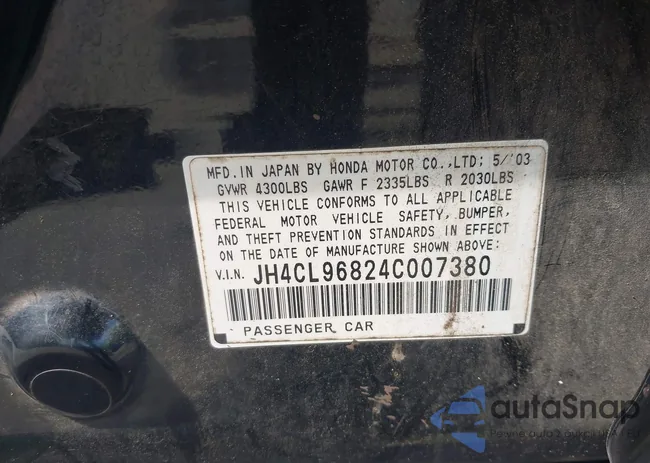 MFD. IN JAPAN BY HONDA MOTOR CO.,LTD: 5/'03
GVWR 4300LBS GAWR F 2335LBS R 2030LBS
THIS VEHICLE CONFORMS TO ALL APPLICABLE
FEDERAL MOTOR VEHICLE SAFETY, BUMPER,
AND THEFT PREVENTION STANDARDS IN EFFECT
ON THE DATE OF MANUFACTURE SHOWN ABOVE:
V.I.N. JH4CL96824C007380
PASSENGER CAR
autaSnap